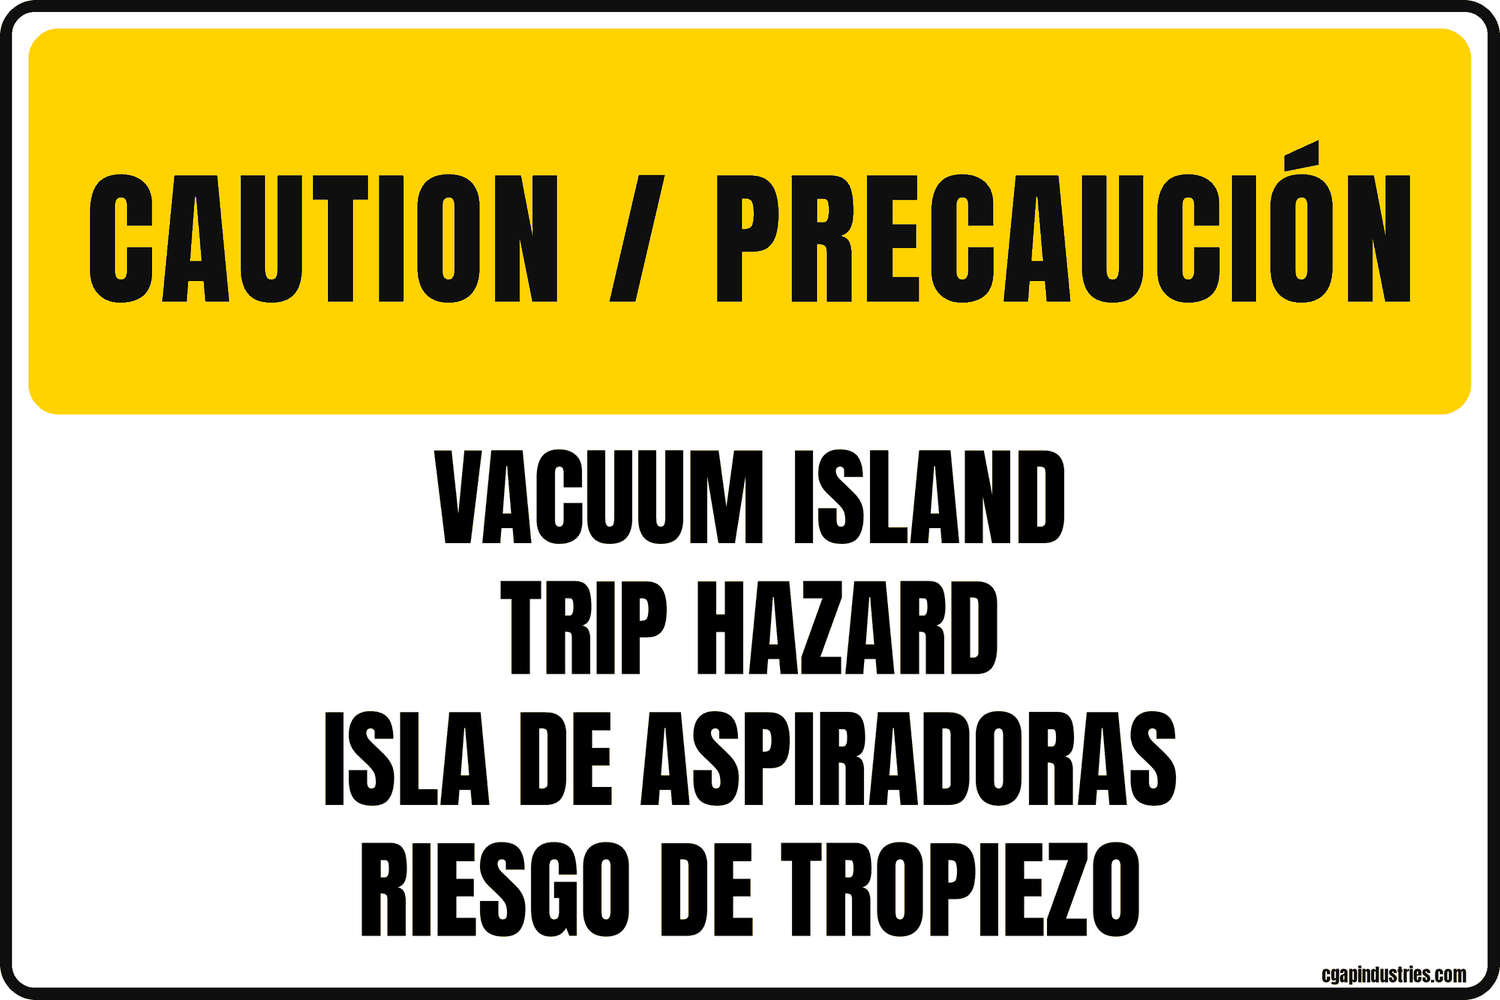 CAUTION / PRECAUCIÓN
VACUUM ISLAND
TRIP HAZARD
ISLA DE ASPIRADORAS
RIESGO DE TROPIEZO
cgapindustries.com